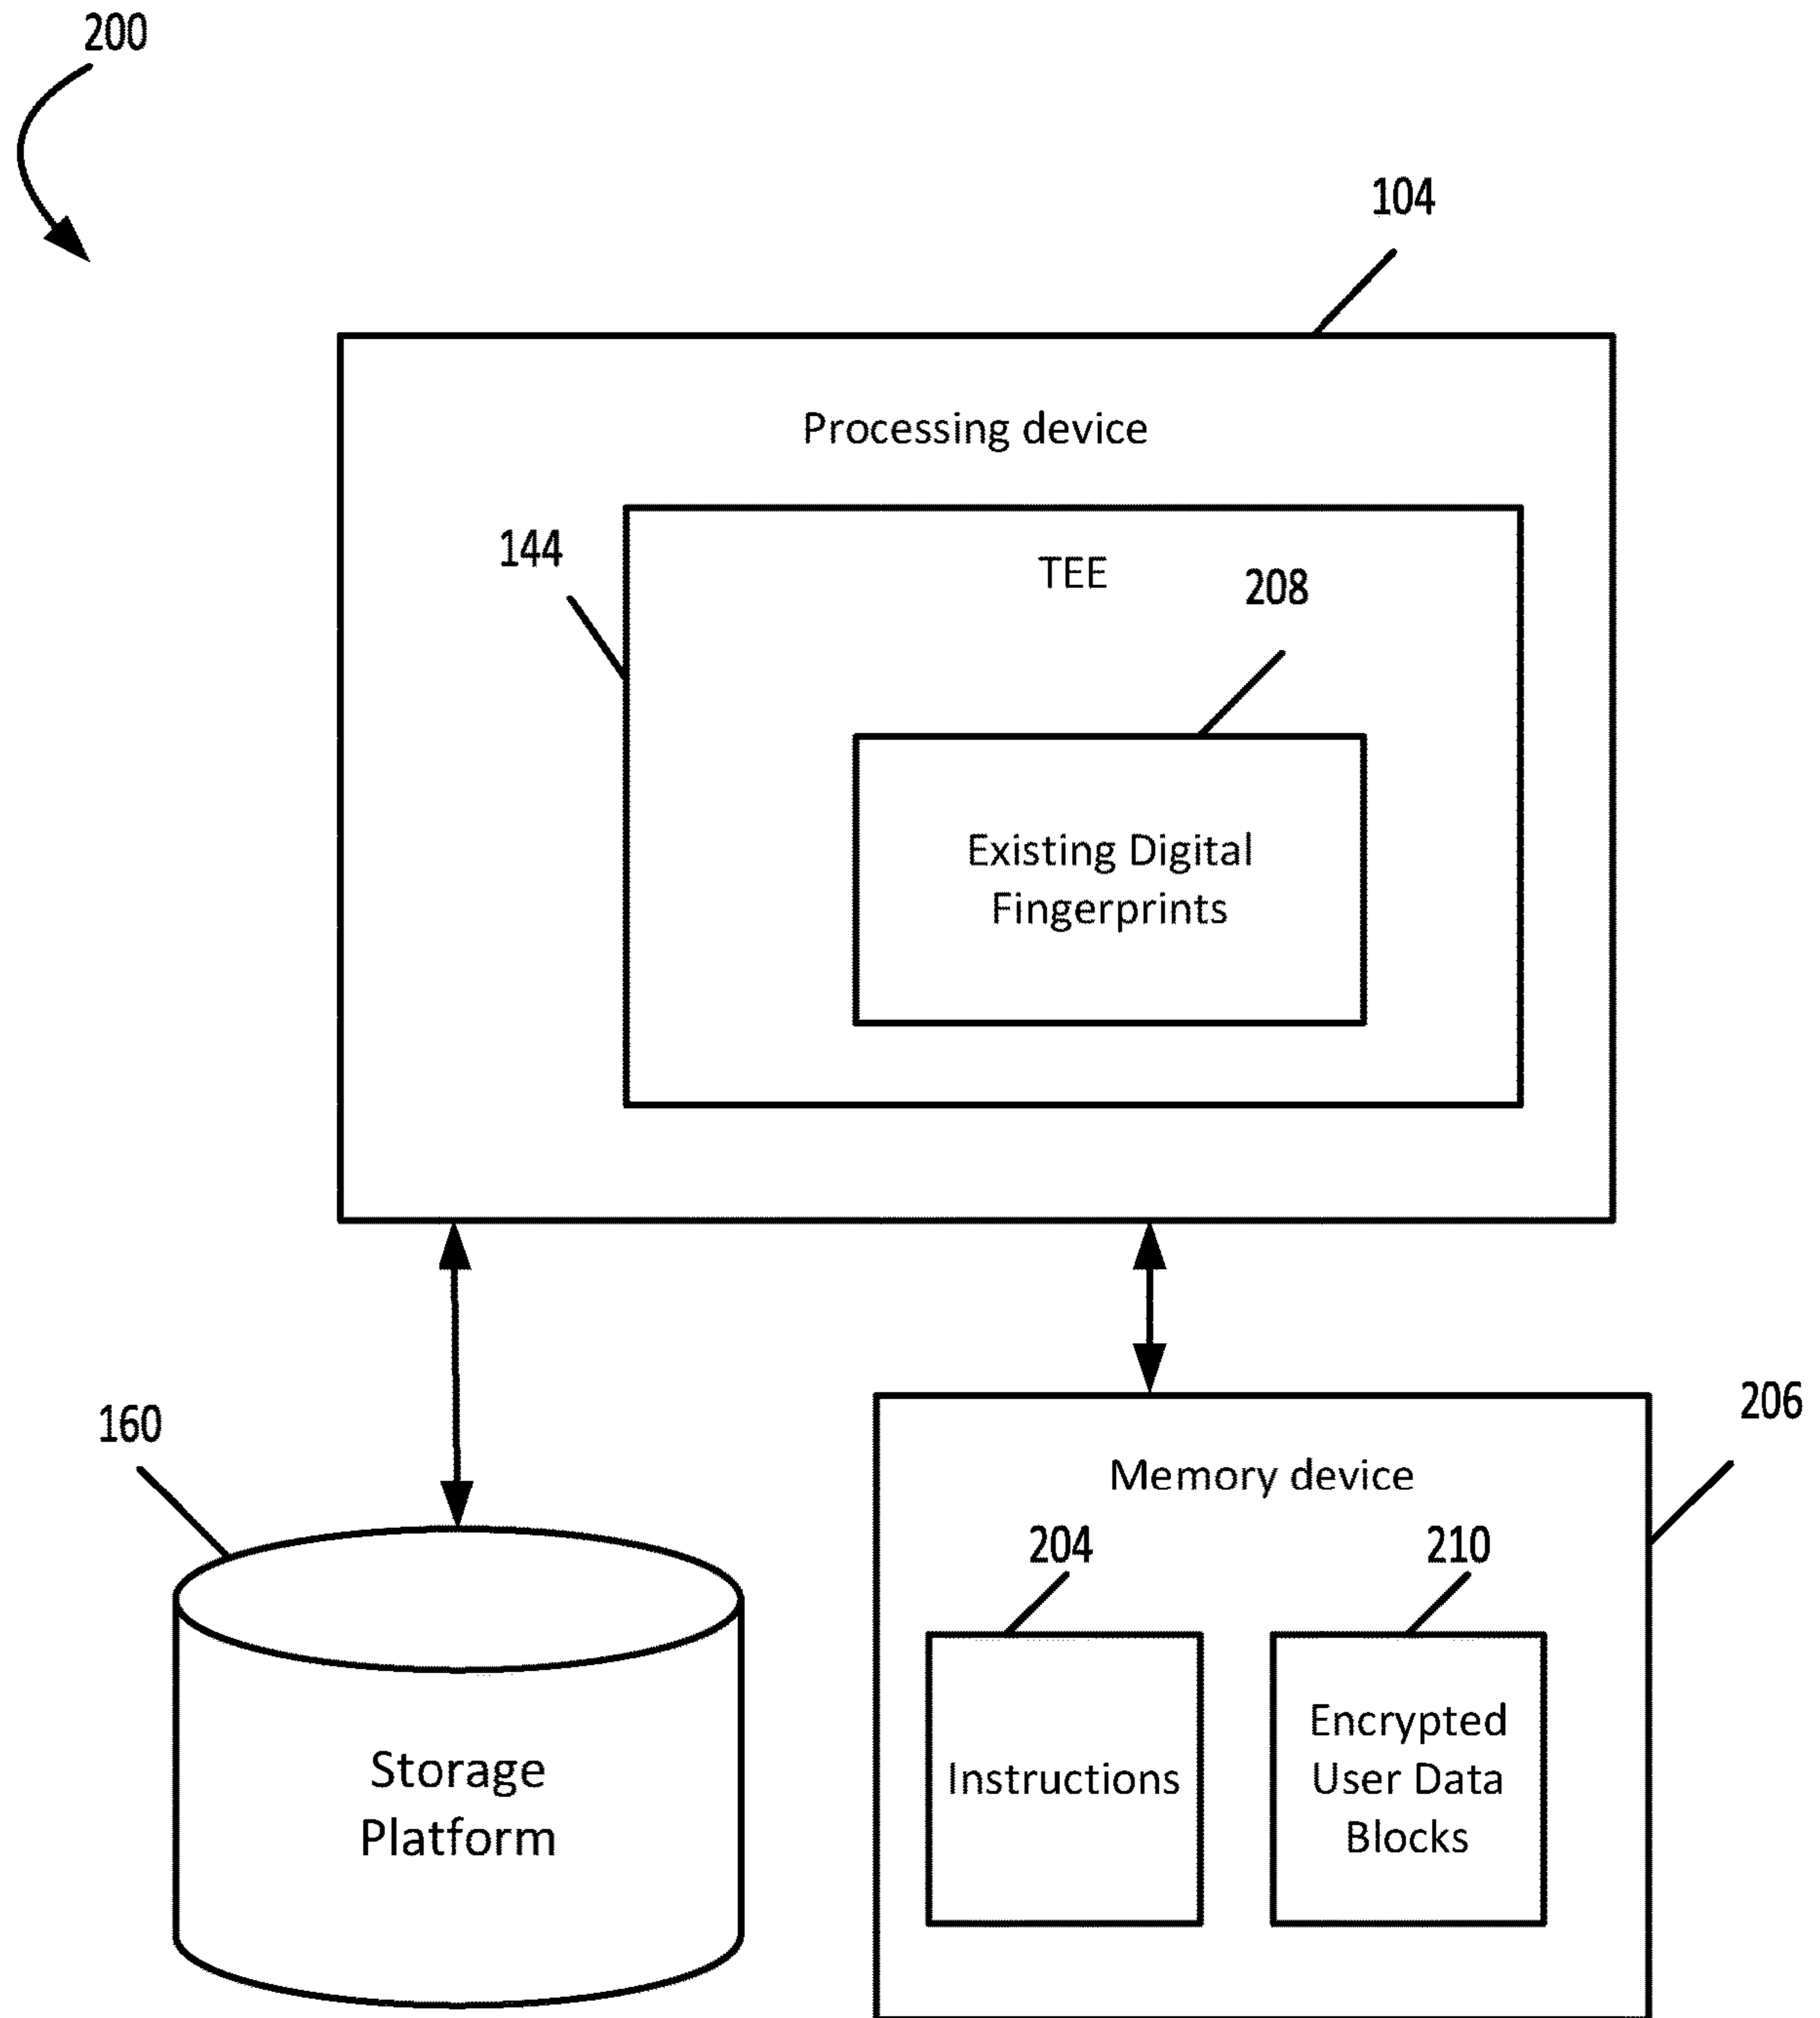 200
104
Processing device
144
TEE
208
Existing Digital
Fingerprints
160
206
Memory device
204
210
Storage
Platform
Instructions
Encrypted
User Data
Blocks